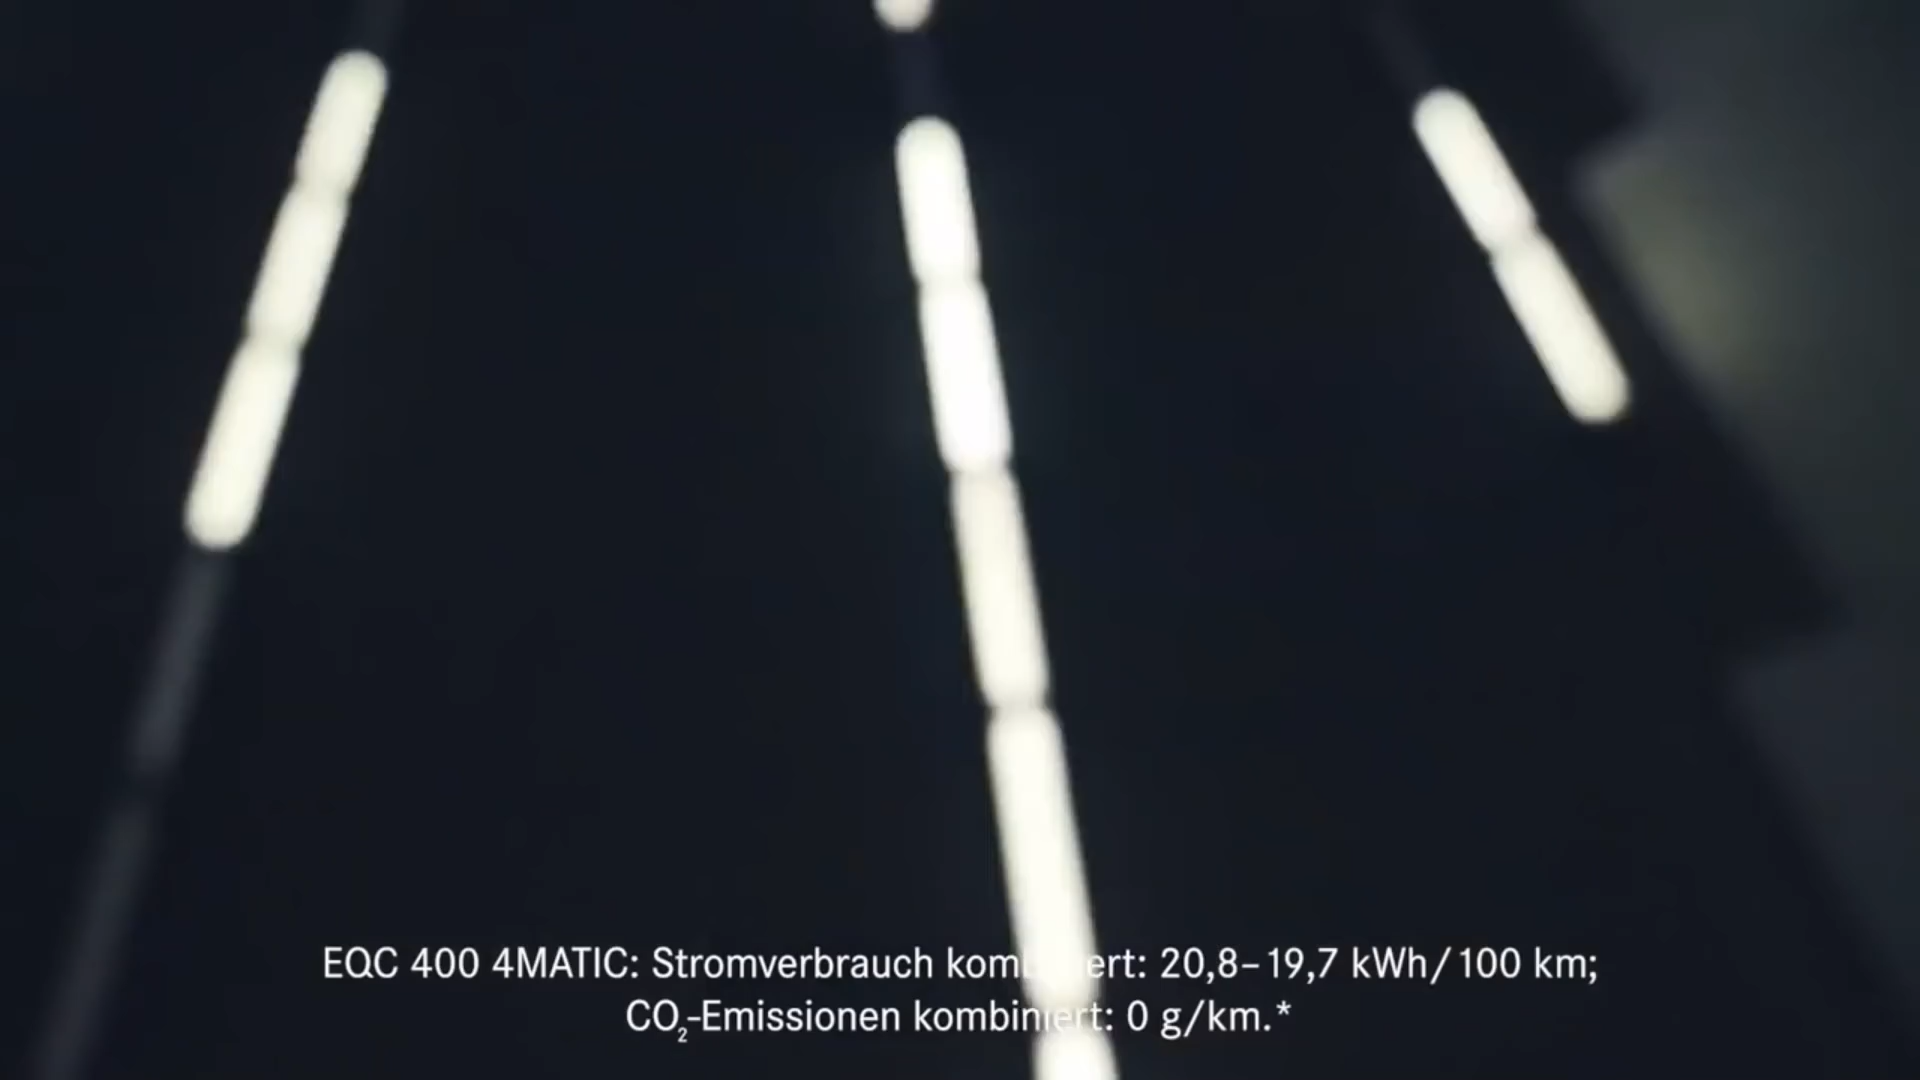 EQC 400 4MATIC: Stromverbrauch kombiniert: 20,8–19,7 kWh/100 km;
CO₂-Emissionen kombiniert: 0 g/km.*